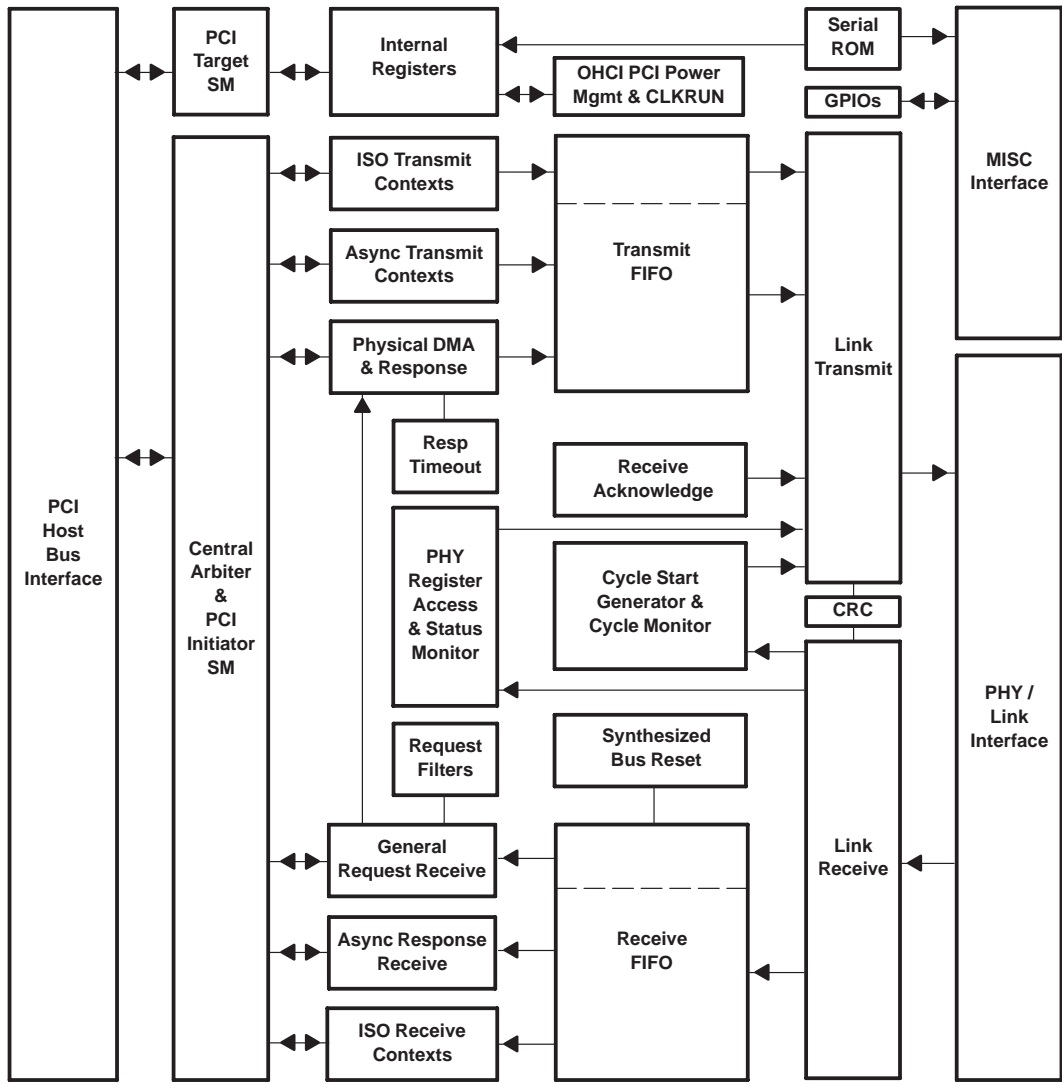 PCI
Target
SM
Internal
Registers
Serial
ROM
OHCI PCI Power
Mgmt & CLKRUN
GPIOs
MISC
Interface
ISO Transmit
Contexts
Async Transmit
Contexts
Transmit
FIFO
Physical DMA
& Response
Link
Transmit
Resp
Timeout
Receive
Acknowledge
PCI
Host
Bus
Interface
Central
Arbiter
&
PCI
Initiator
SM
PHY
Register
Access
& Status
Monitor
Cycle Start
Generator &
Cycle Monitor
CRC
PHY /
Link
Interface
Request
Filters
Synthesized
Bus Reset
General
Request Receive
Link
Receive
Async Response
Receive
Receive
FIFO
ISO Receive
Contexts